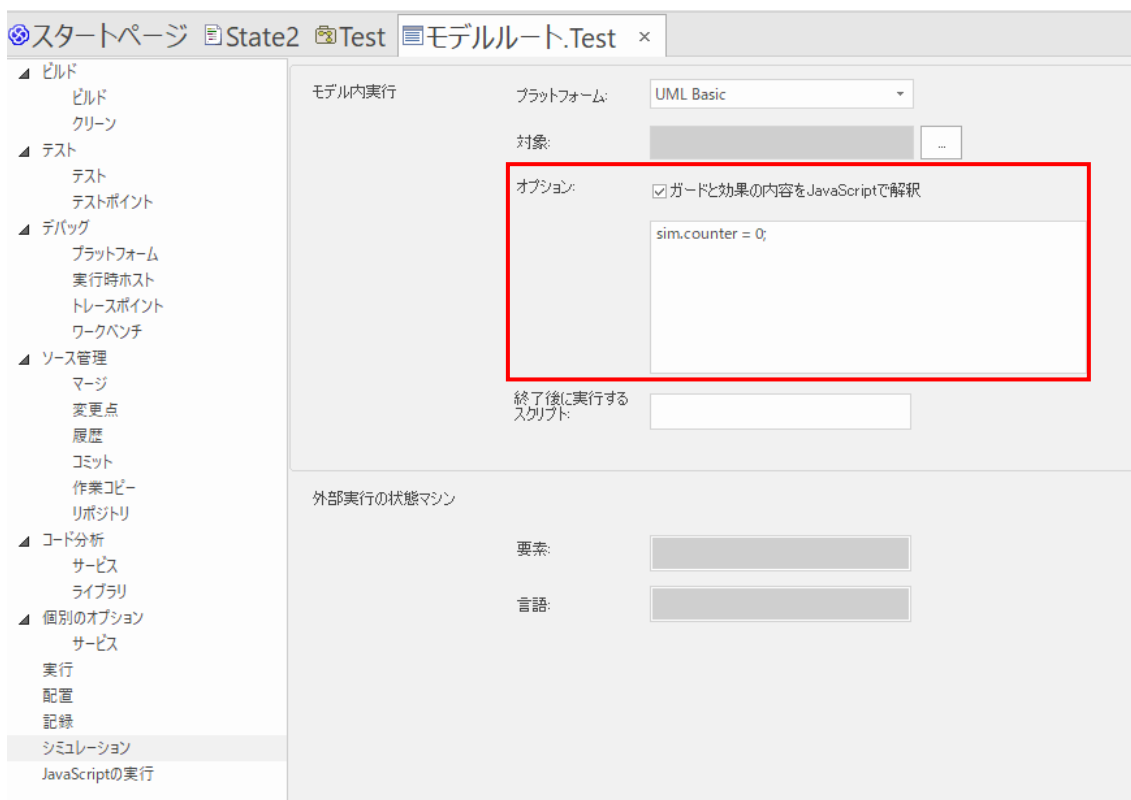 スタートページ State2 Test モデルルート.Test ×
ビルド
ビルド
クリーン
テスト
テスト
テストポイント
デバッグ
プラットフォーム
実行時ホスト
トレースポイント
ワークベンチ
ソース管理
マージ
変更点
履歴
コミット
作業コピー
リポジトリ
コード分析
サービス
ライブラリ
個別のオプション
サービス
実行
配置
記録
シミュレーション
JavaScriptの実行
モデル内実行
プラットフォーム: UML Basic
対象: ...
オプション: ガードと効果の内容をJavaScriptで解釈
sim.counter = 0;
終了後に実行する
スクリプト:
外部実行の状態マシン
要素:
言語: